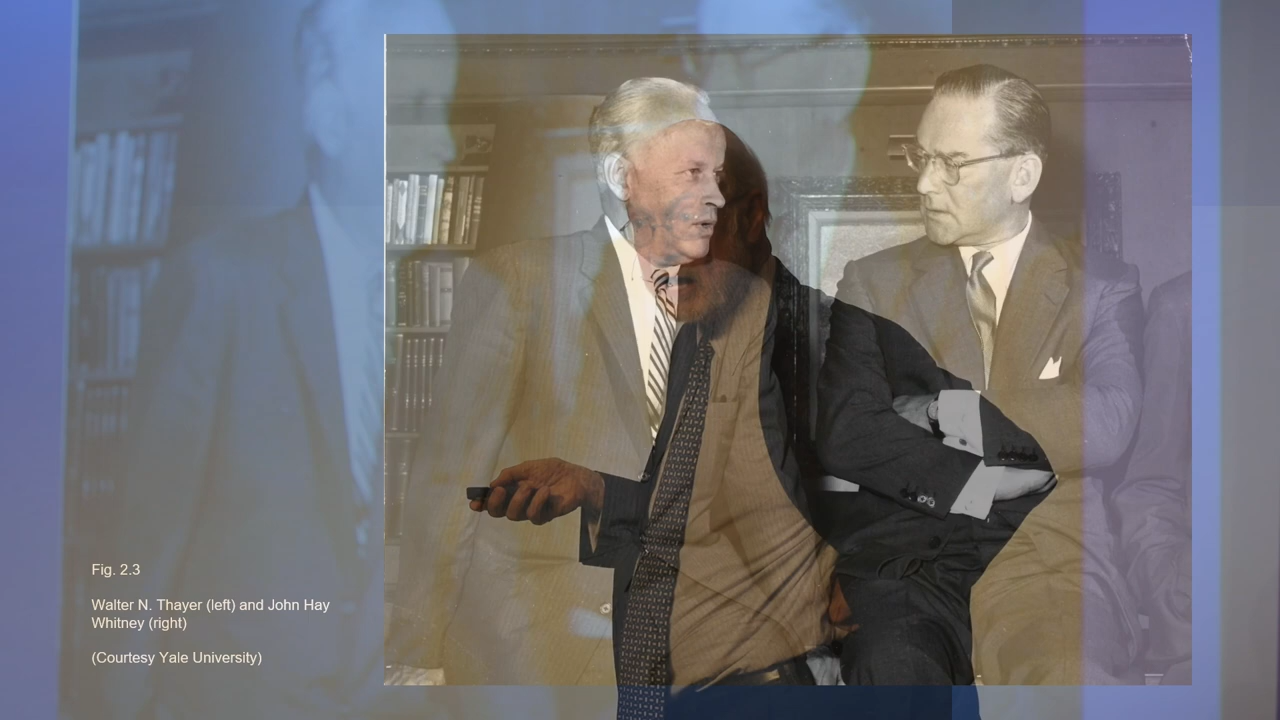 Fig. 2.3
Walter N. Thayer (left) and John Hay
Whitney (right)
(Courtesy Yale University)